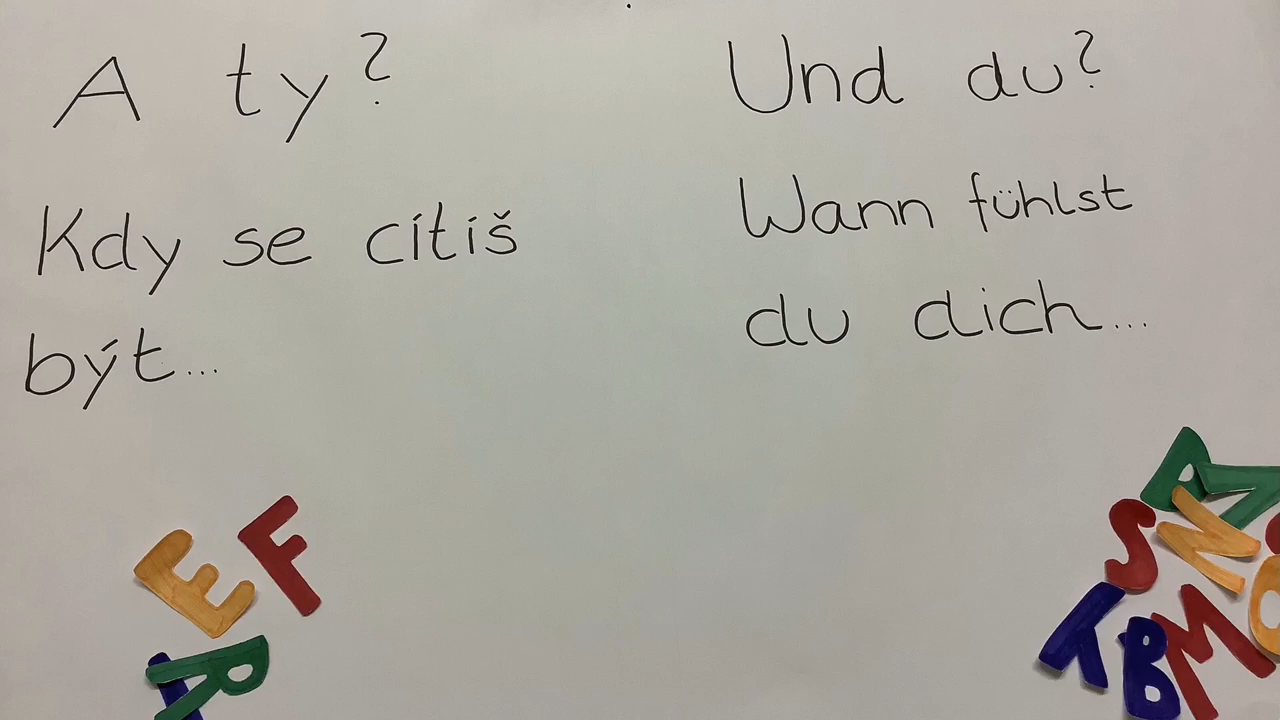 A ty?
Kdy se cítíš
být...
Und du?
Wann fühlst
du dich...
E F
R
S N
K B M